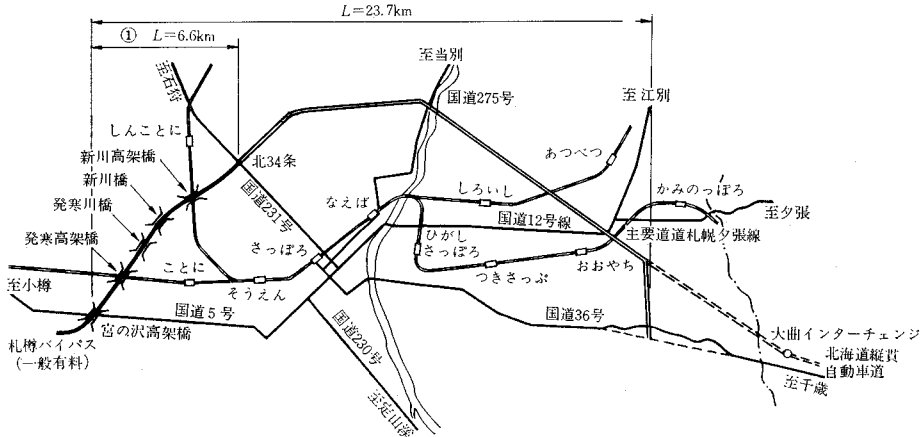 L=23.7km
① L=6.6km
至石狩
至当別
国道275号
至江別
しんことに
新川高架橋
新川橋
発寒川橋
発寒高架橋
北34条
国道231号
なえぼ
しろいし
あつべつ
かみのっぽろ
至夕張
国道12号線
主要道道札幌夕張線
ひがし
さっぽろ
さっぽろ
つきさっぷ
おおやち
ことに
そうえん
至小樽
国道5号
宮の沢高架橋
札樽バイパス
(一般有料)
国道230号
至定山渓
国道36号
大曲インターチェンジ
北海道縦貫
自動車道
至千歳